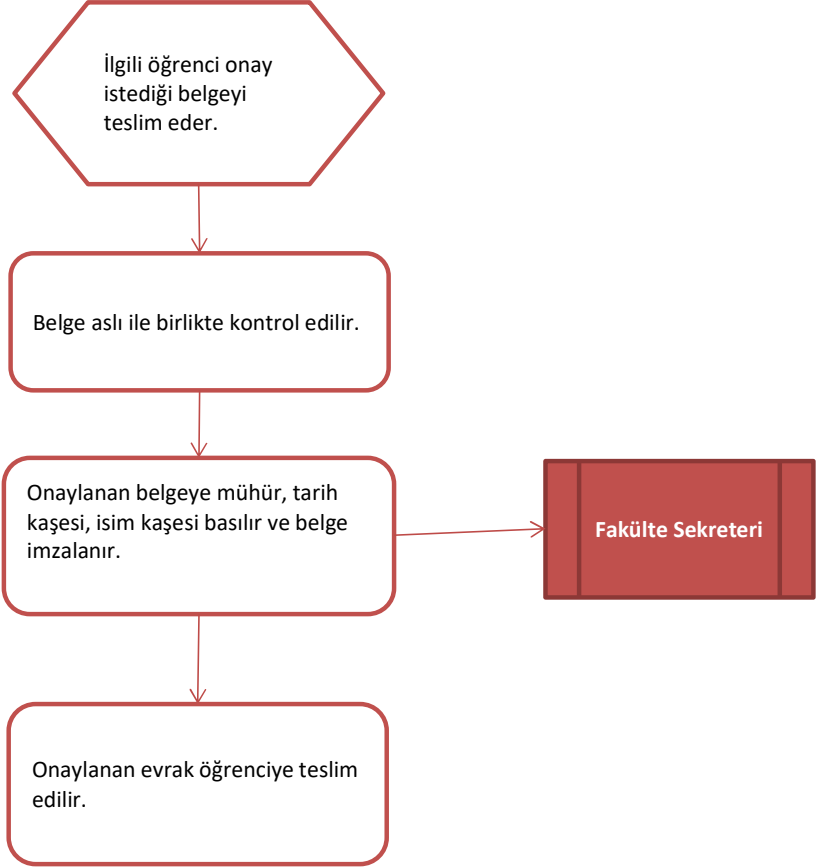 İlgili öğrenci onay
istediği belgeyi
teslim eder.
Belge aslı ile birlikte kontrol edilir.
Onaylanan belgeye mühür, tarih
kaşesi, isim kaşesi basılır ve belge
imzalanır.
Fakülte Sekreteri
Onaylanan evrak öğrenciye teslim
edilir.